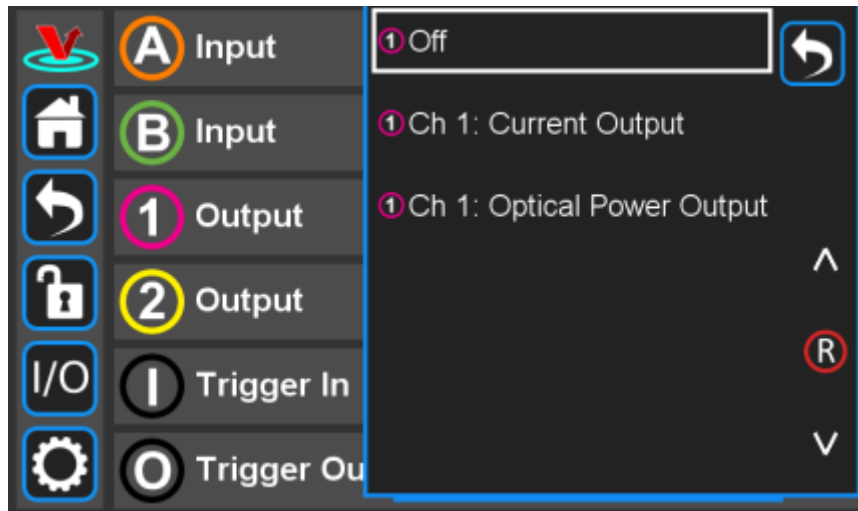 A Input
B Input
1 Output
2 Output
I/O
I Trigger In
O Trigger Ou
1 Off
1 Ch 1: Current Output
1 Ch 1: Optical Power Output
R